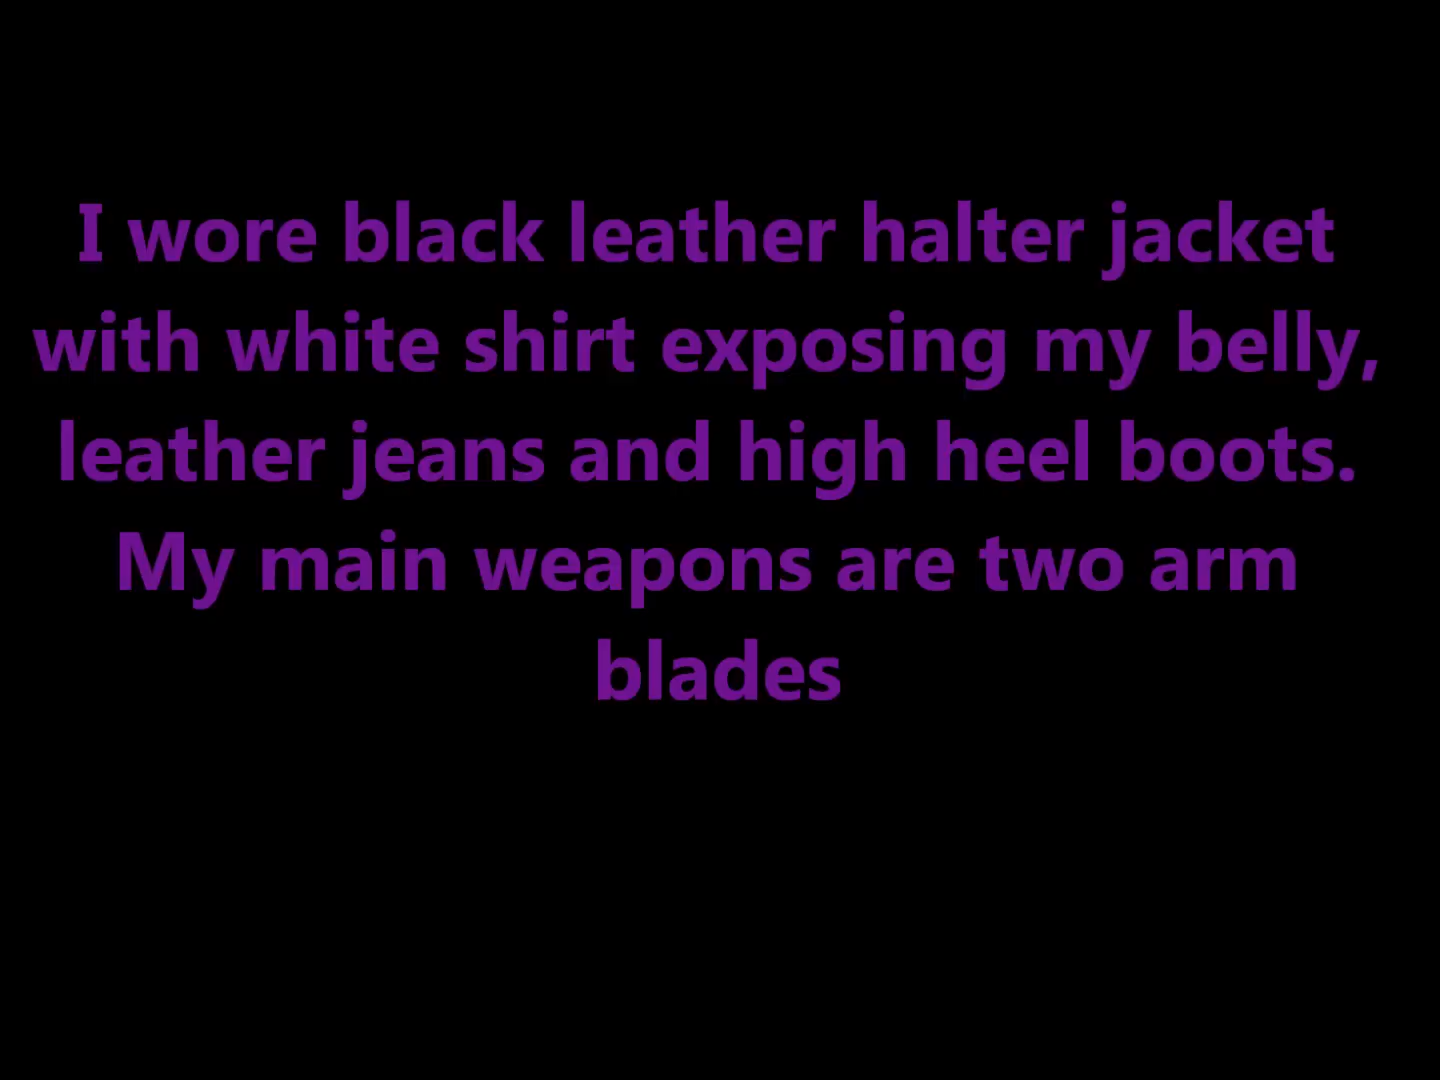 I wore black leather halter jacket
with white shirt exposing my belly,
leather jeans and high heel boots.
My main weapons are two arm
blades